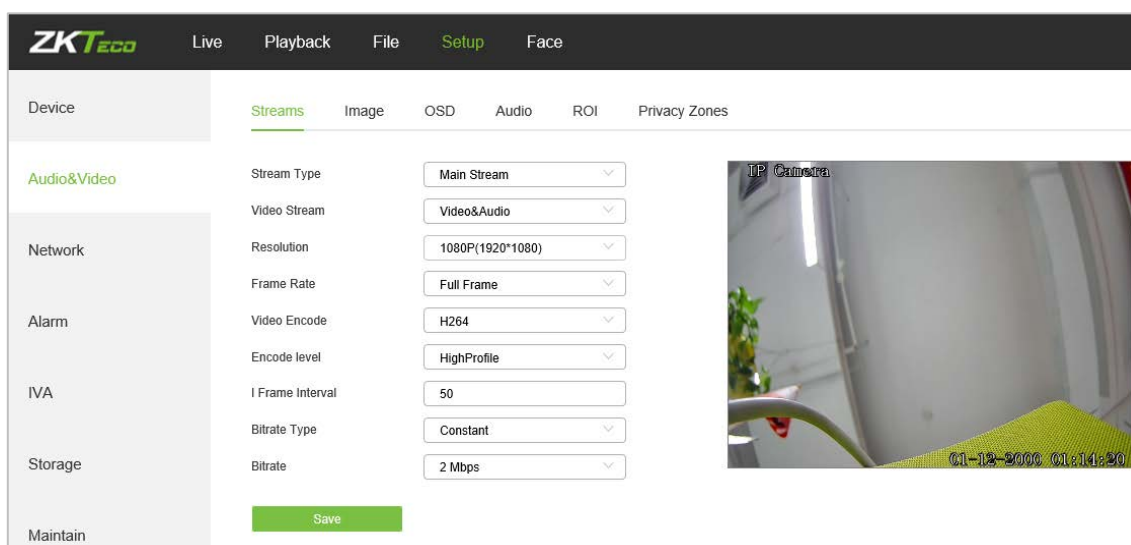 ZKTeco Live Playback File Setup Face
Device
Audio&Video
Network
Alarm
IVA
Storage
Maintain
Streams Image OSD Audio ROI Privacy Zones
Stream Type Main Stream
Video Stream Video&Audio
Resolution 1080P(1920*1080)
Frame Rate Full Frame
Video Encode H264
Encode level HighProfile
I Frame Interval 50
Bitrate Type Constant
Bitrate 2 Mbps
Save
IP Camera
01-12-2000 01:14:20